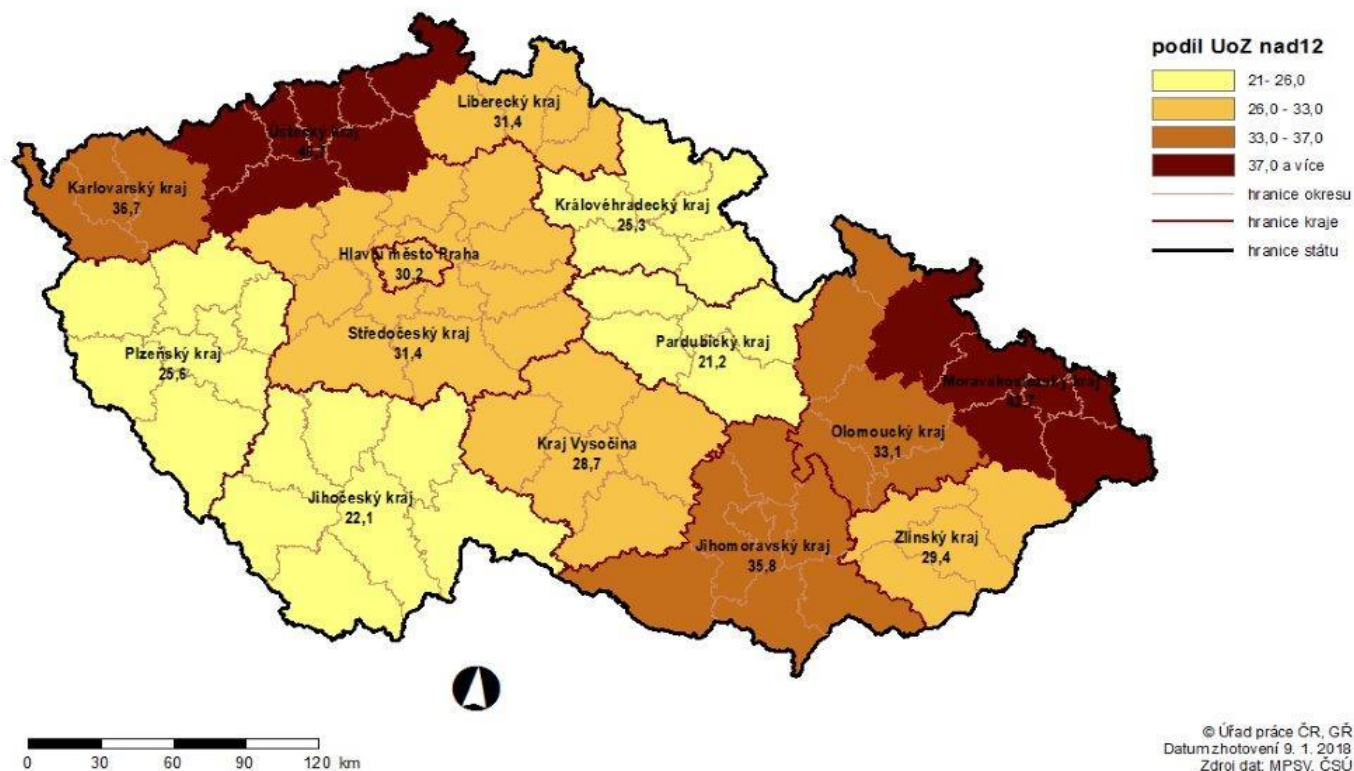 podíl UoZ nad12
21- 26,0
26,0 - 33,0
33,0 - 37,0
37,0 a více
hranice okresu
hranice kraje
hranice státu
Liberecký kraj
31,4
Ústecký kraj
Karlovarský kraj
36,7
Královéhradecký kraj
25,3
Hlavní město Praha
30,2
Středočeský kraj
31,4
Plzeňský kraj
25,6
Pardubický kraj
21,2
Moravskoslezský kraj
Olomoucký kraj
33,1
Kraj Vysočina
28,7
Jihočeský kraj
22,1
Jihomoravský kraj
35,8
Zlínský kraj
29,4
0 30 60 90 120 km
© Úřad práce ČR, GŘ
Datum zhotovení 9. 1. 2018
Zdroj dat: MPSV, ČSÚ